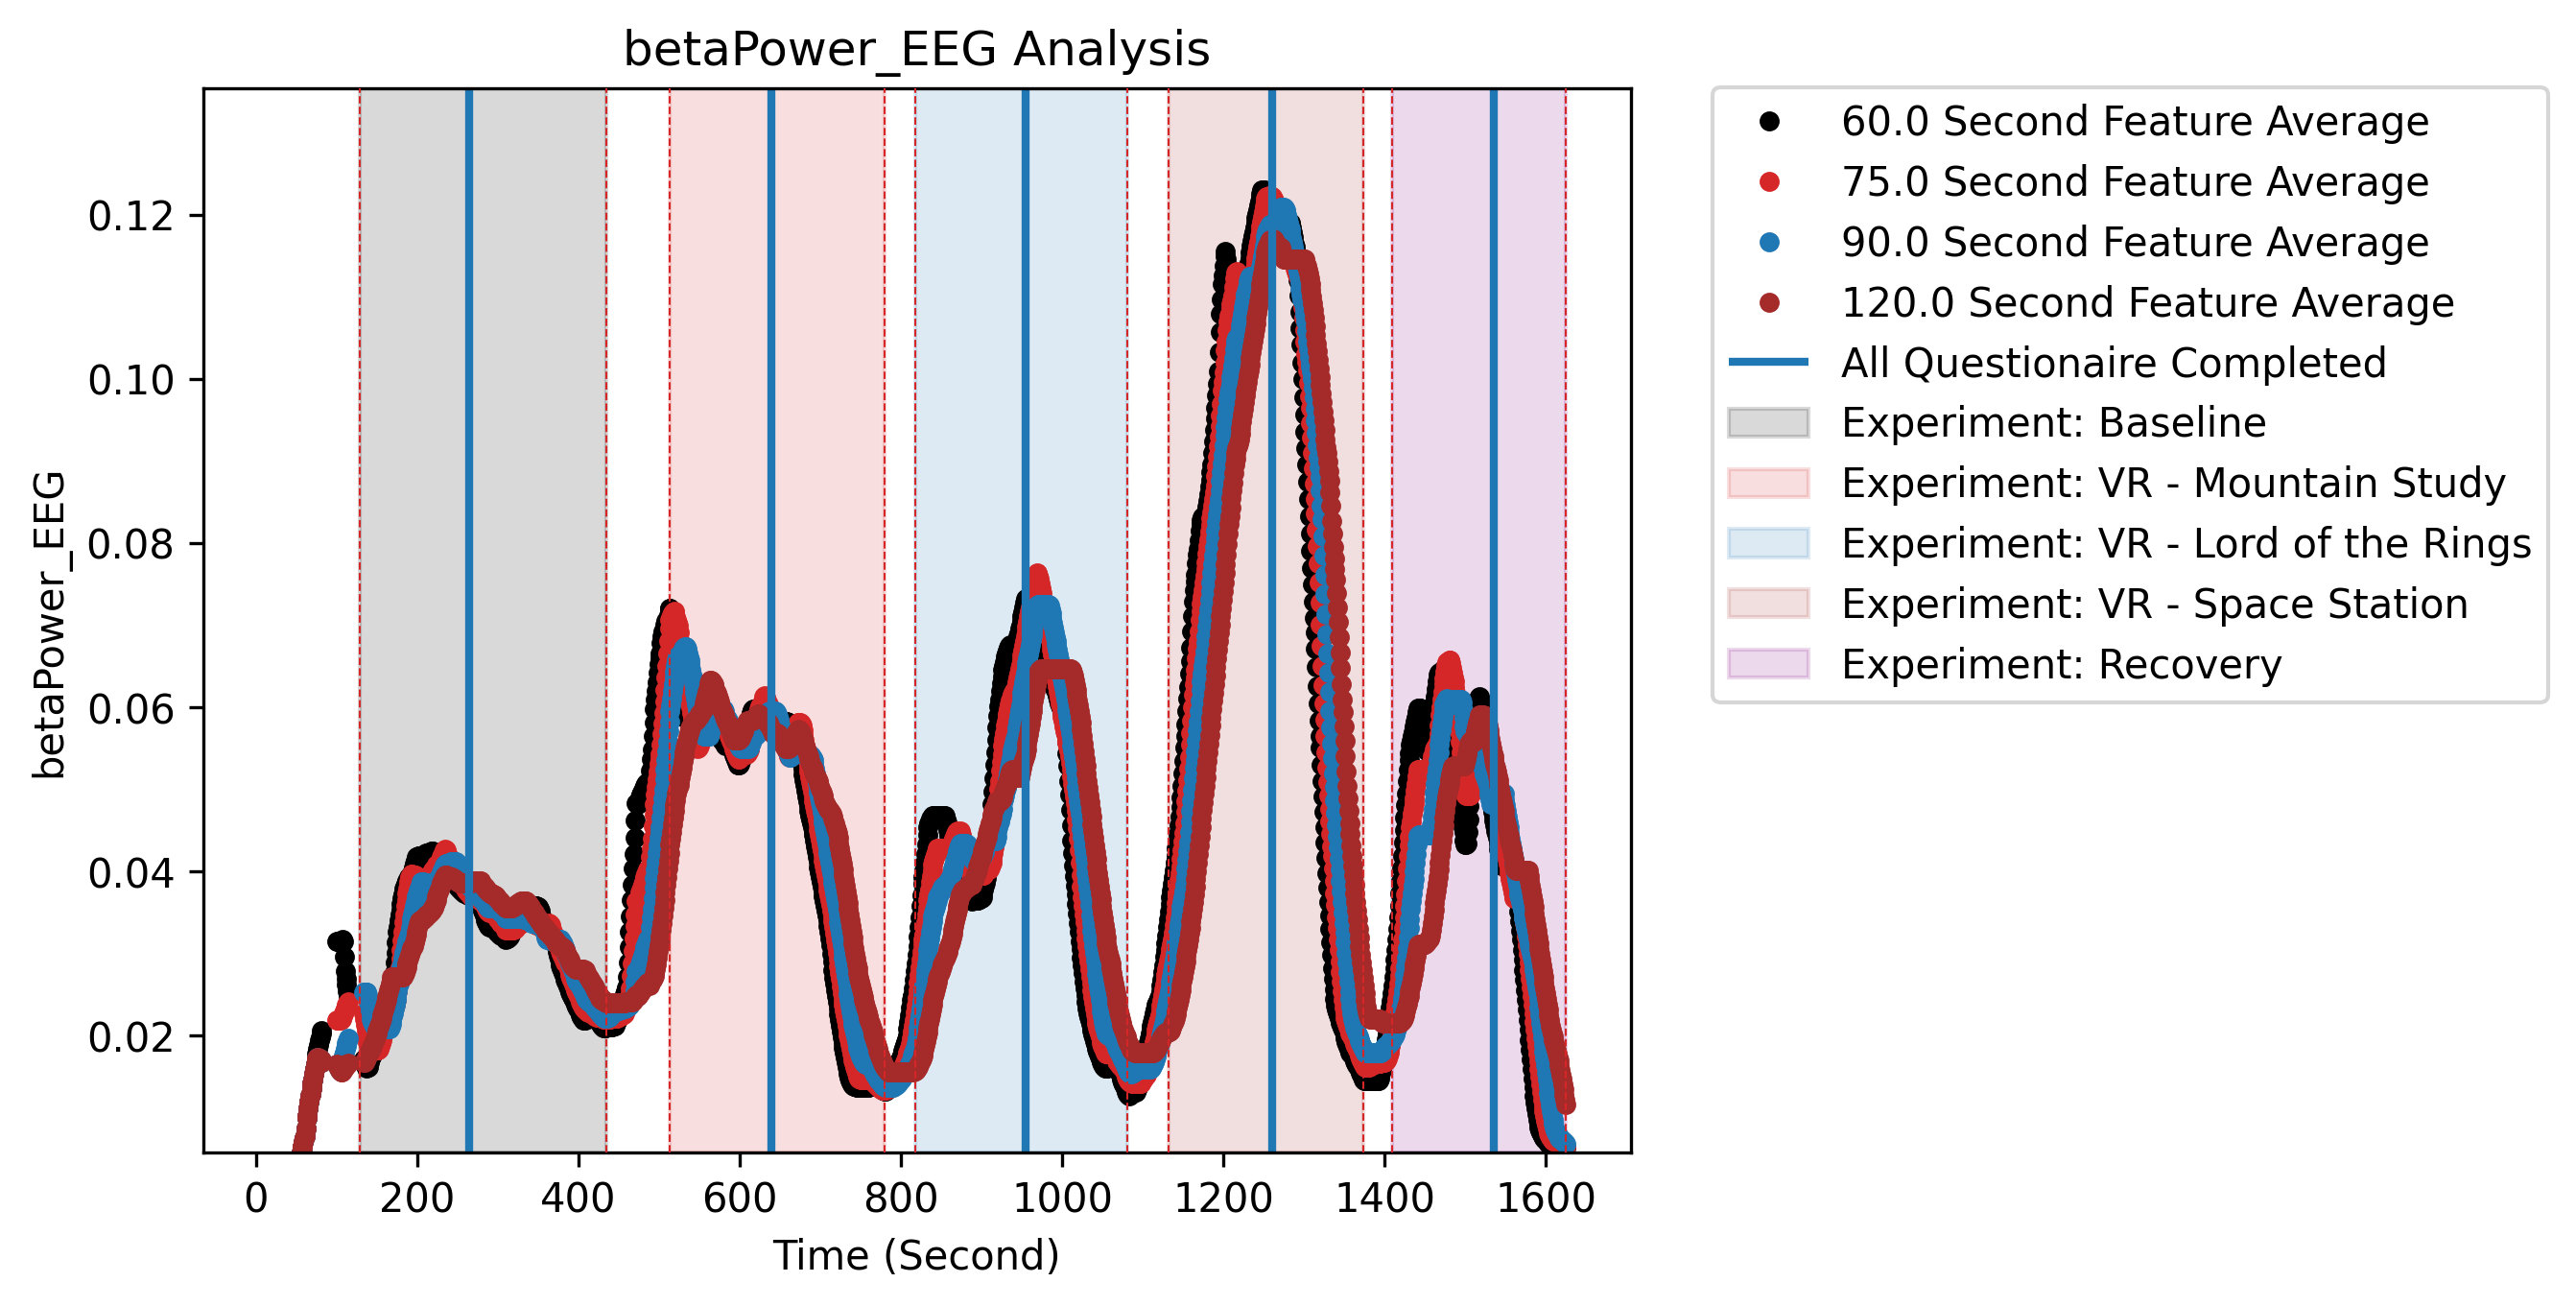 betaPower_EEG Analysis
betaPower_EEG
0.12
0.10
0.08
0.06
0.04
0.02
0 200 400 600 800 1000 1200 1400 1600
Time (Second)
60.0 Second Feature Average
75.0 Second Feature Average
90.0 Second Feature Average
120.0 Second Feature Average
All Questionaire Completed
Experiment: Baseline
Experiment: VR - Mountain Study
Experiment: VR - Lord of the Rings
Experiment: VR - Space Station
Experiment: Recovery